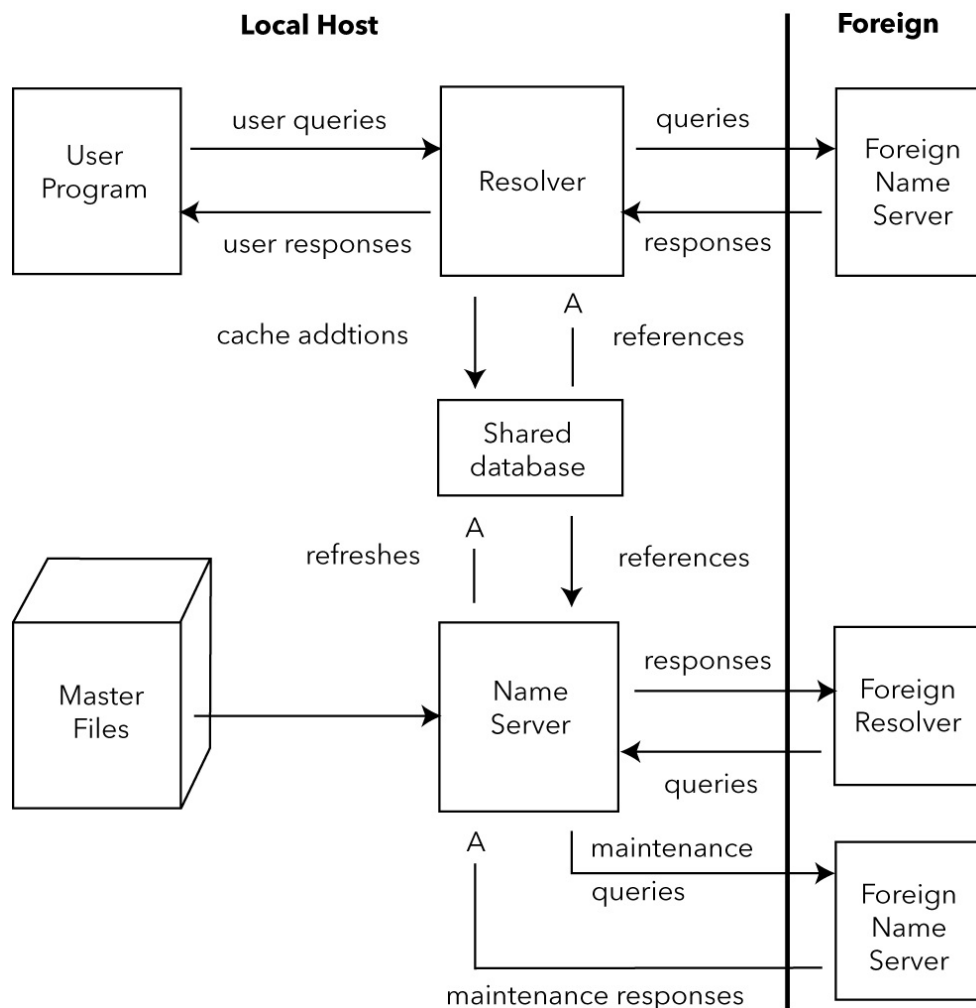 Local Host
Foreign
user queries
queries
User
Program
Resolver
Foreign
Name
Server
user responses
responses
A
cache addtions
references
Shared
database
A
refreshes
references
responses
Master
Files
Name
Server
Foreign
Resolver
queries
A
maintenance
queries
Foreign
Name
Server
maintenance responses